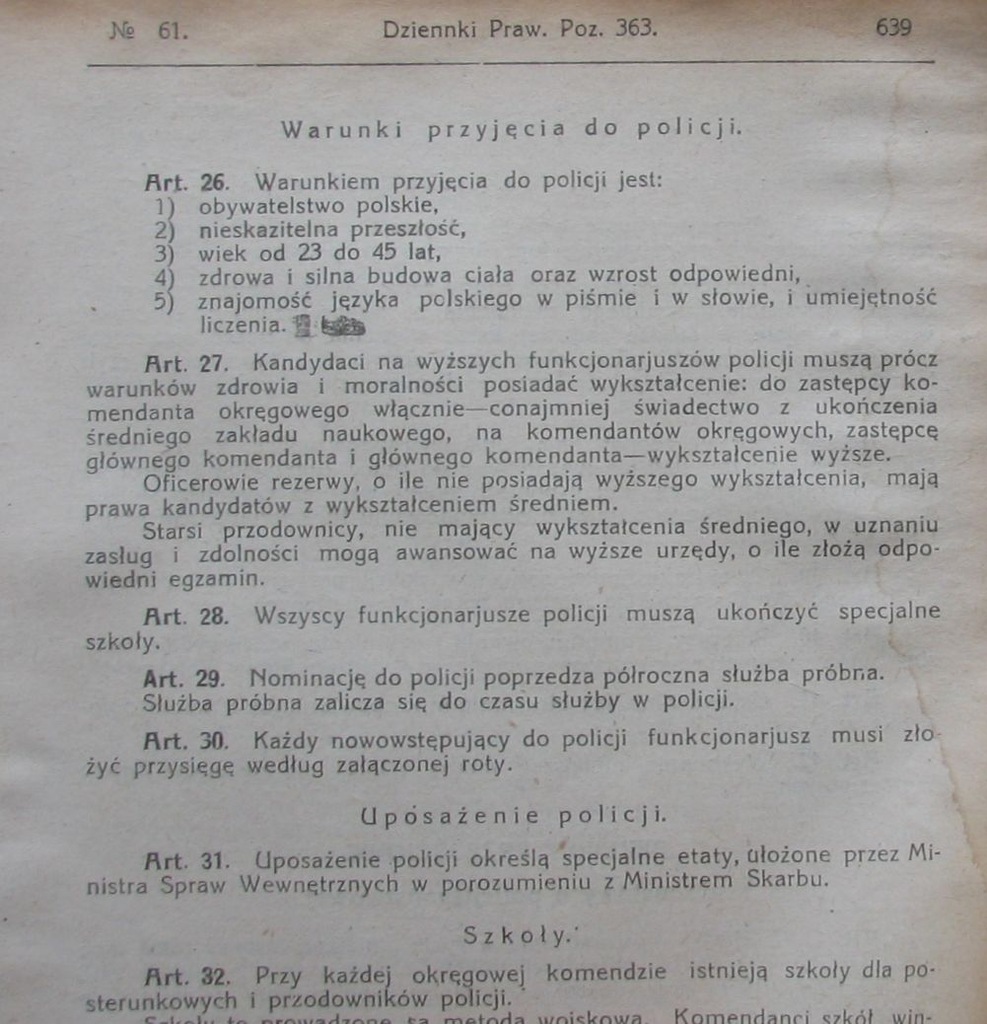 № 61.
Dziennki Praw. Poz. 363.
639
Warunki przyjęcia do policji.
Art. 26. Warunkiem przyjęcia do policji jest:
1) obywatelstwo polskie,
2) nieskazitelna przeszłość,
3) wiek od 23 do 45 lat,
4) zdrowa i silna budowa ciała oraz wzrost odpowiedni,
5) znajomość języka polskiego w piśmie i w słowie, i umiejętność
liczenia.
Art. 27. Kandydaci na wyższych funkcjonarjuszów policji muszą prócz
warunków zdrowia i moralności posiadać wykształcenie: do zastępcy ko-
mendanta okręgowego włącznie—conajmniej świadectwo z ukończenia
średniego zakładu naukowego, na komendantów okręgowych, zastępcę
głównego komendanta i głównego komendanta—wykształcenie wyższe.
Oficerowie rezerwy, o ile nie posiadają wyższego wykształcenia, mają
prawa kandydatów z wykształceniem średniem.
Starsi przodownicy, nie mający wykształcenia średniego, w uznaniu
zasług i zdolności mogą awansować na wyższe urzędy, o ile złożą odpo-
wiedni egzamin.
Art. 28. Wszyscy funkcjonarjusze policji muszą ukończyć specjalne
szkoły.
Art. 29. Nominację do policji poprzedza półroczna służba próbna.
Służba próbna zalicza się do czasu służby w policji.
Art. 30. Każdy nowowstępujący do policji funkcjonarjusz musi zło-
żyć przysięgę według załączonej roty.
Uposażenie policji.
Art. 31. Uposażenie policji określą specjalne etaty, ułożone przez Mi-
nistra Spraw Wewnętrznych w porozumieniu z Ministrem Skarbu.
Szkoły.
Art. 32. Przy każdej okręgowej komendzie istnieją szkoły dla po-
sterunkowych i przodowników policji.
Szkoły te prowadzone są metodą wojskową. Komendanci szkół win-